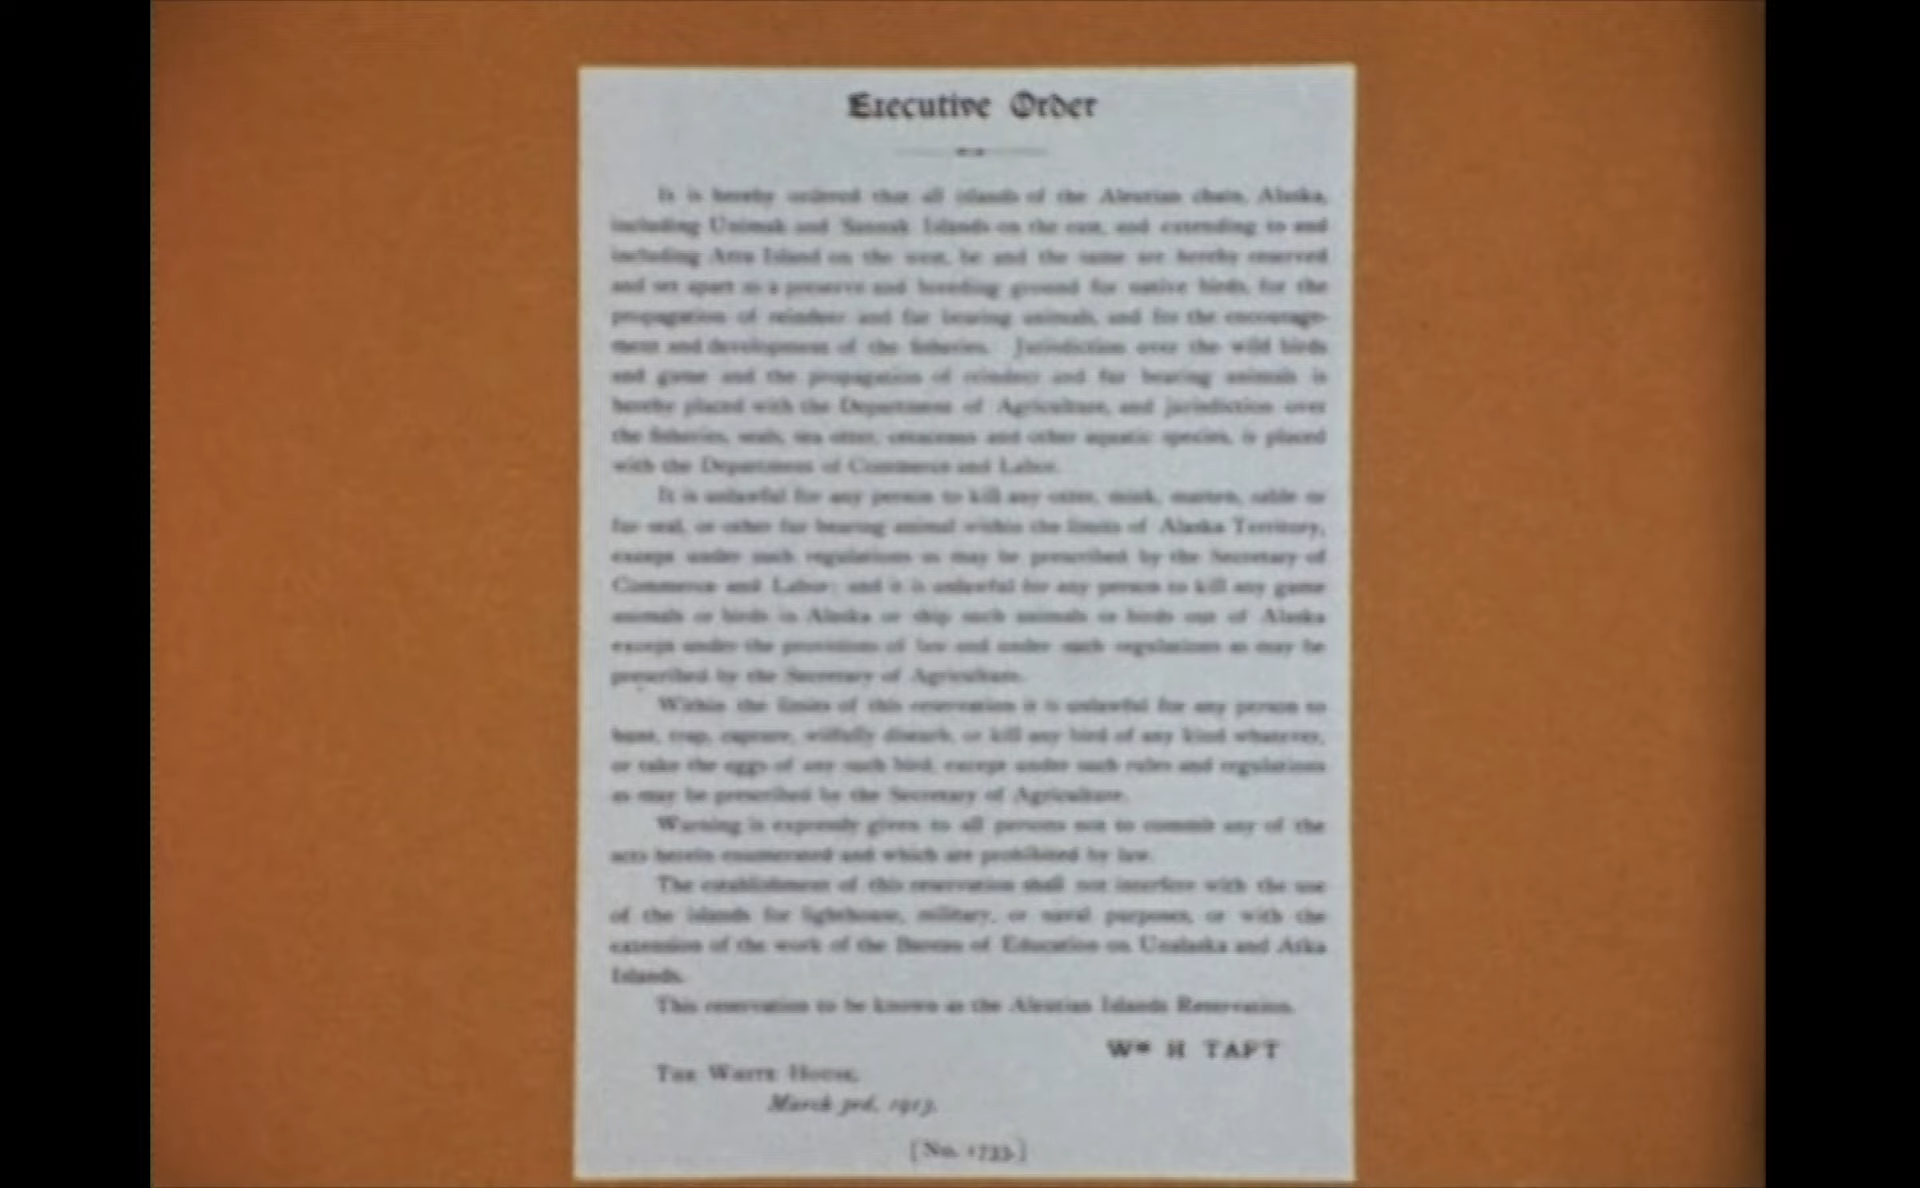 Executive Order
It is hereby ordered that all islands of the Aleutian chain, Alaska,
including Unimak and Sannak Islands on the east, and extending to and
including Attu Island on the west, be and the same are hereby reserved
and set apart as a preserve and breeding ground for native birds, for the
propagation of reindeer and fur bearing animals, and for the encourage-
ment and development of the fisheries. Jurisdiction over the wild birds
and game and the propagation of reindeer and fur bearing animals is
hereby placed with the Department of Agriculture, and jurisdiction over
the fisheries, seals, sea otter, cetaceans and other aquatic species, is placed
with the Department of Commerce and Labor.
It is unlawful for any person to kill any otter, mink, marten, sable or
fur seal, or other fur bearing animal within the limits of Alaska Territory,
except under such regulations as may be prescribed by the Secretary of
Commerce and Labor; and it is unlawful for any person to kill any game
animals or birds in Alaska or ship such animals or birds out of Alaska
except under the provisions of law and under such regulations as may be
prescribed by the Secretary of Agriculture.
Within the limits of this reservation it is unlawful for any person to
hunt, trap, capture, wilfully disturb, or kill any bird of any kind whatever,
or take the eggs of any such bird, except under such rules and regulations
as may be prescribed by the Secretary of Agriculture.
Warning is expressly given to all persons not to commit any of the
acts herein enumerated and which are prohibited by law.
The establishment of this reservation shall not interfere with the use
of the islands for lighthouse, military, or naval purposes, or with the
extension of the work of the Bureau of Education on Unalaska and Atka
Islands.
This reservation to be known as the Aleutian Islands Reservation.
Wm H TAFT
THE WHITE HOUSE,
March 3rd, 1913.
[No. 1733.]